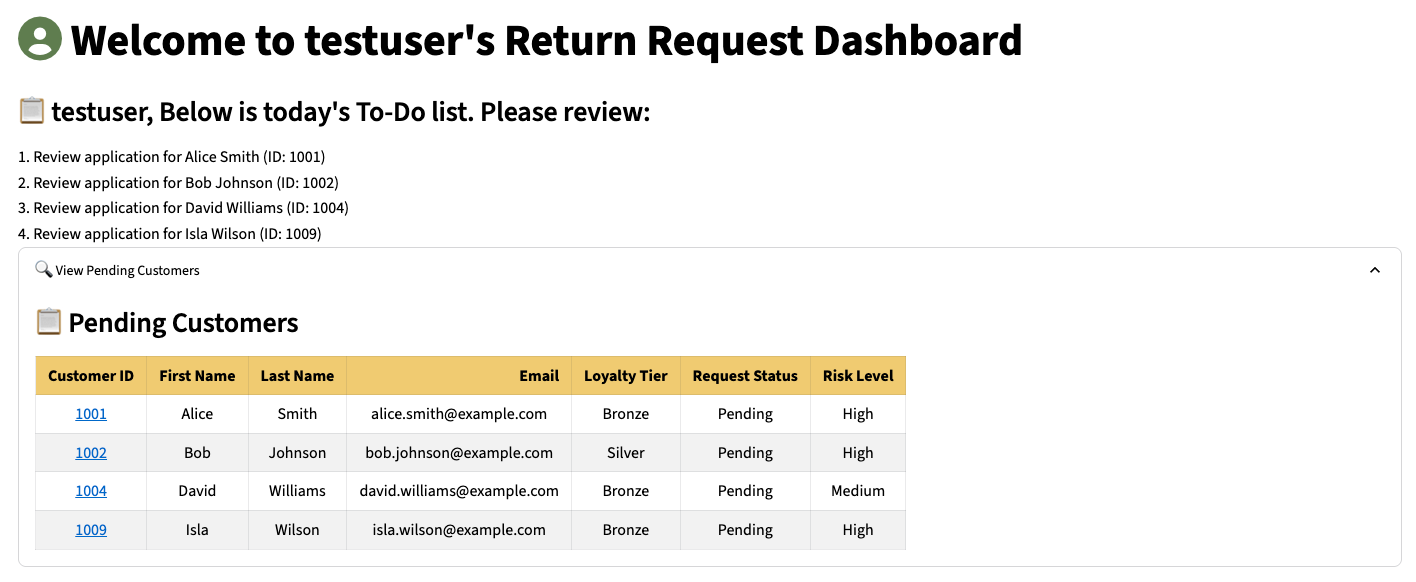 Welcome to testuser's Return Request Dashboard
testuser, Below is today's To-Do list. Please review:
1. Review application for Alice Smith (ID: 1001)
2. Review application for Bob Johnson (ID: 1002)
3. Review application for David Williams (ID: 1004)
4. Review application for Isla Wilson (ID: 1009)
View Pending Customers
Pending Customers
Customer ID First Name Last Name Email Loyalty Tier Request Status Risk Level
1001 Alice Smith alice.smith@example.com Bronze Pending High
1002 Bob Johnson bob.johnson@example.com Silver Pending High
1004 David Williams david.williams@example.com Bronze Pending Medium
1009 Isla Wilson isla.wilson@example.com Bronze Pending High